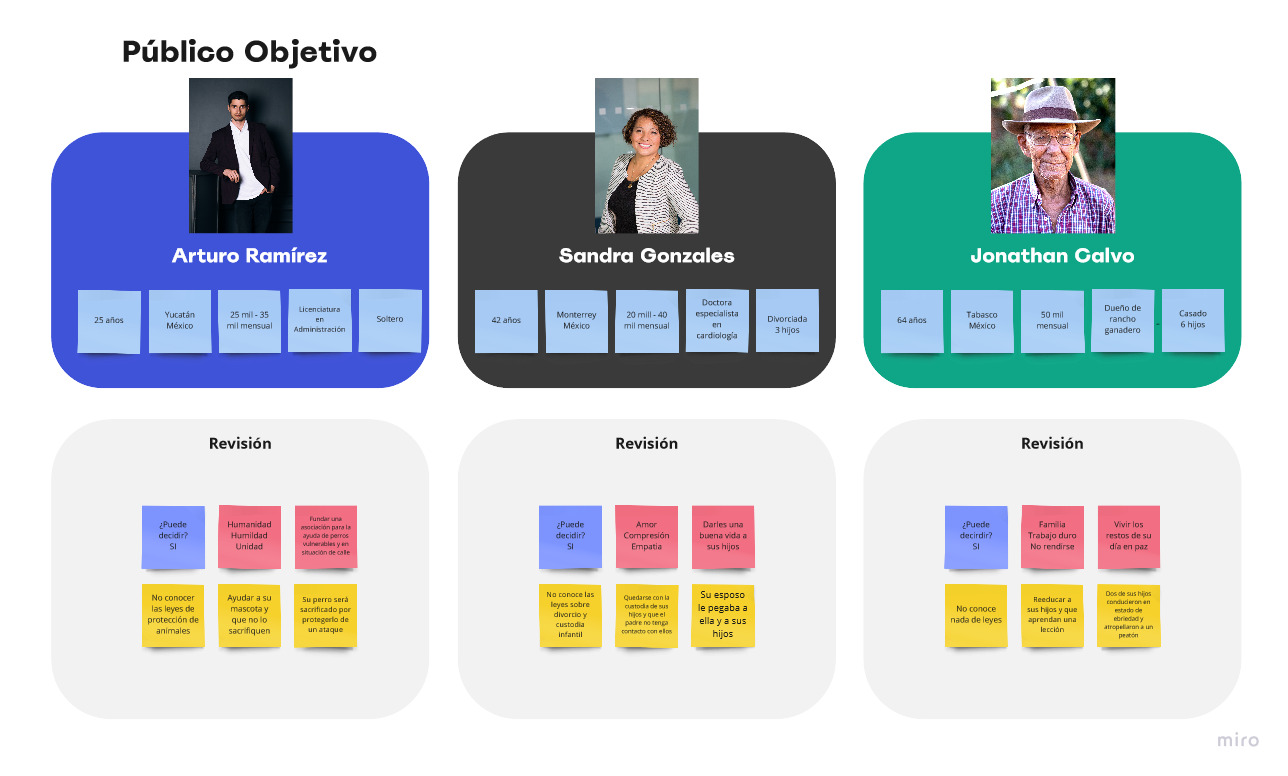 Público Objetivo
Arturo Ramírez
25 años
Yucatán
México
25 mil - 35
mil mensual
Licenciatura
en
Administración
Soltero
Sandra Gonzales
42 años
Monterrey
México
20 mill - 40
mil mensual
Doctora
especialista
en
cardiología
Divorciada
3 hijos
Jonathan Calvo
64 años
Tabasco
México
50 mil
mensual
Dueño de
rancho
ganadero
Casado
6 hijos
Revisión
¿Puede
decidir?
SI
Humanidad
Humildad
Unidad
Fundar una
asociación para la
ayuda de perros
vulnerables y en
situación de calle
No conocer
las leyes de
protección de
animales
Ayudar a su
mascota y
que no lo
sacrifiquen
Su perro será
sacrificado por
protegerlo de
un ataque
Revisión
¿Puede
decidir?
SI
Amor
Compresión
Empatia
Darles una
buena vida a
sus hijos
No conoce las
leyes sobre
divorcio y
custodia
infantil
Quedarse con la
custodia de sus
hijos y que el
padre no tenga
contacto con ellos
Su esposo
le pegaba a
ella y a sus
hijos
Revisión
¿Puede
decirdir?
SI
Familia
Trabajo duro
No rendirse
Vivir los
restos de su
día en paz
No conoce
nada de leyes
Reeducar a
sus hijos y que
aprendan una
lección
Dos de sus hijos
conducieron en
estado de
ebriedad y
atropellaron a un
peatón
miro